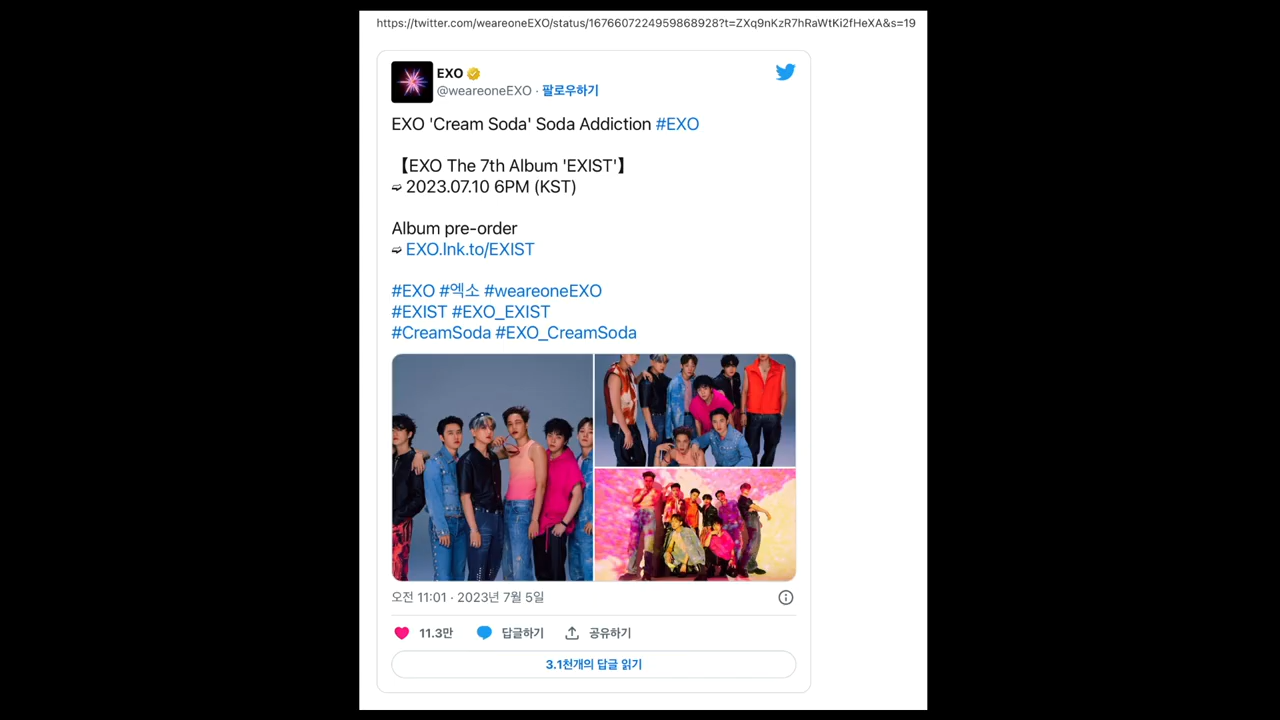 https://twitter.com/weareoneEXO/status/1676607224959868928?t=ZXq9nKzR7hRaWtKi2fHeXA&s=19
EXO
@weareoneEXO · 팔로우하기
EXO 'Cream Soda' Soda Addiction #EXO
【EXO The 7th Album 'EXIST'】
➫ 2023.07.10 6PM (KST)
Album pre-order
➫ EXO.lnk.to/EXIST
#EXO #엑소 #weareoneEXO
#EXIST #EXO_EXIST
#CreamSoda #EXO_CreamSoda
오전 11:01 · 2023년 7월 5일
11.3만 답글하기 공유하기
3.1천개의 답글 읽기